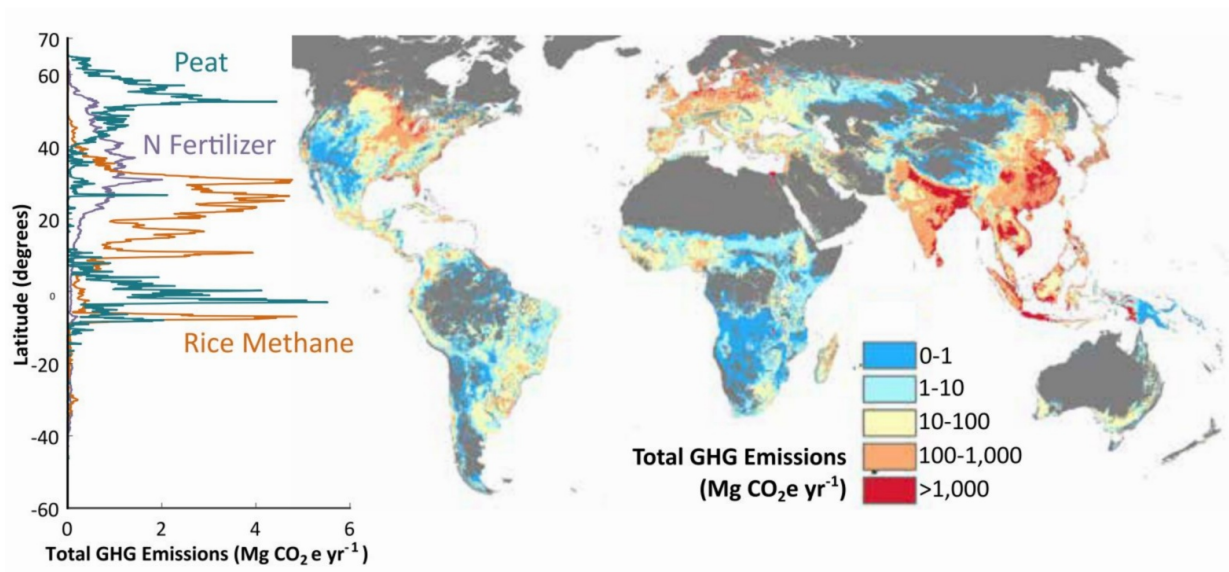 70
60
40
20
0
-20
-40
-60
Latitude (degrees)
0
2
4
6
Total GHG Emissions (Mg CO₂ e yr⁻¹ )
Peat
N Fertilizer
Rice Methane
Total GHG Emissions
(Mg CO₂e yr⁻¹)
0-1
1-10
10-100
100-1,000
>1,000